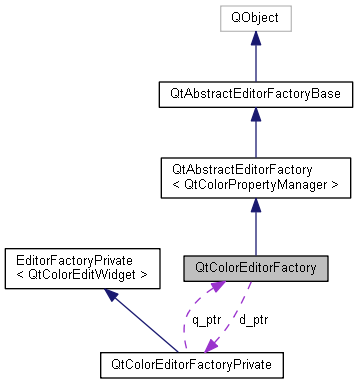 QObject
QtAbstractEditorFactoryBase
QtAbstractEditorFactory
< QtColorPropertyManager >
EditorFactoryPrivate
< QtColorEditWidget >
QtColorEditorFactory
q_ptr
d_ptr
QtColorEditorFactoryPrivate